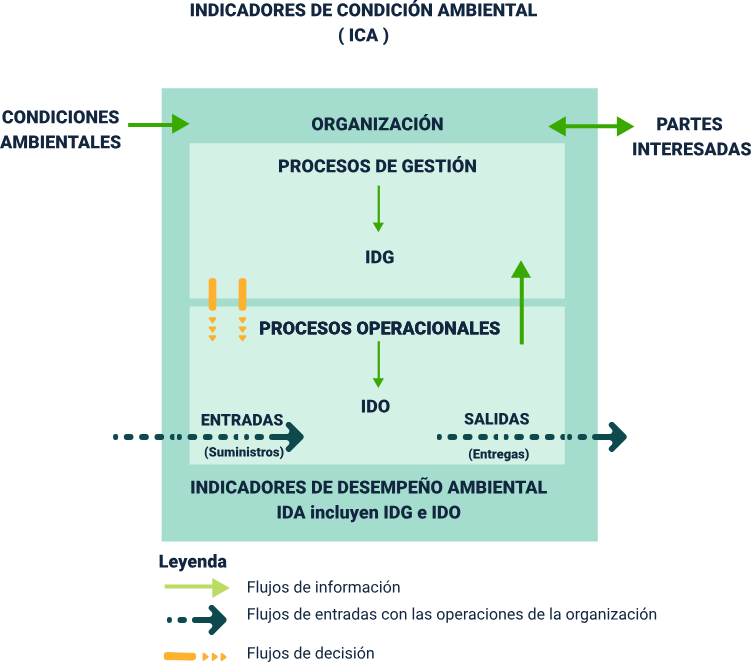 INDICADORES DE CONDICIÓN AMBIENTAL
( ICA )
CONDICIONES
AMBIENTALES
ORGANIZACIÓN
PARTES
INTERESADAS
PROCESOS DE GESTIÓN
IDG
PROCESOS OPERACIONALES
IDO
ENTRADAS
(Suministros)
SALIDAS
(Entregas)
INDICADORES DE DESEMPEÑO AMBIENTAL
IDA incluyen IDG e IDO
Leyenda
Flujos de información
Flujos de entradas con las operaciones de la organización
Flujos de decisión